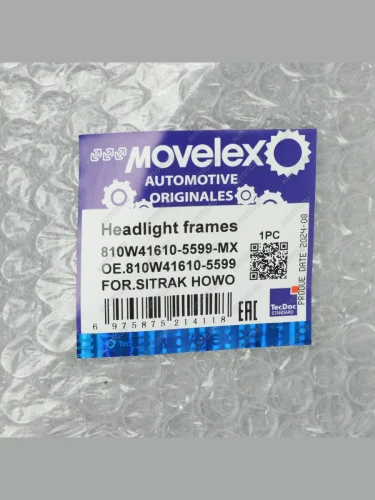 MOVELEX
AUTOMOTIVE
ORIGINALES
Headlight frames
810W41610-5599-MX
OE.810W41610-5599
FOR.SITRAK HOWO
1PC
EAC
TecDoc
STANDARD
PRODUE DATE 2024-08
6 975875 214118
MOVELEX